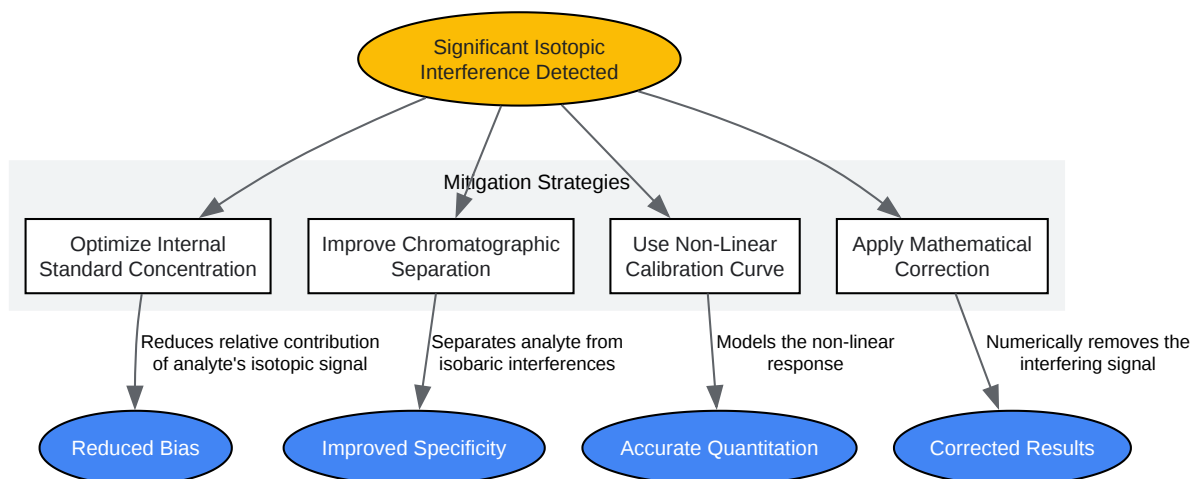 Significant Isotopic
Interference Detected
Mitigation Strategies
Optimize Internal
Standard Concentration
Improve Chromatographic
Separation
Use Non-Linear
Calibration Curve
Apply Mathematical
Correction
Reduces relative contribution
of analyte's isotopic signal
Separates analyte from
isobaric interferences
Models the non-linear
response
Numerically removes the
interfering signal
Reduced Bias
Improved Specificity
Accurate Quantitation
Corrected Results